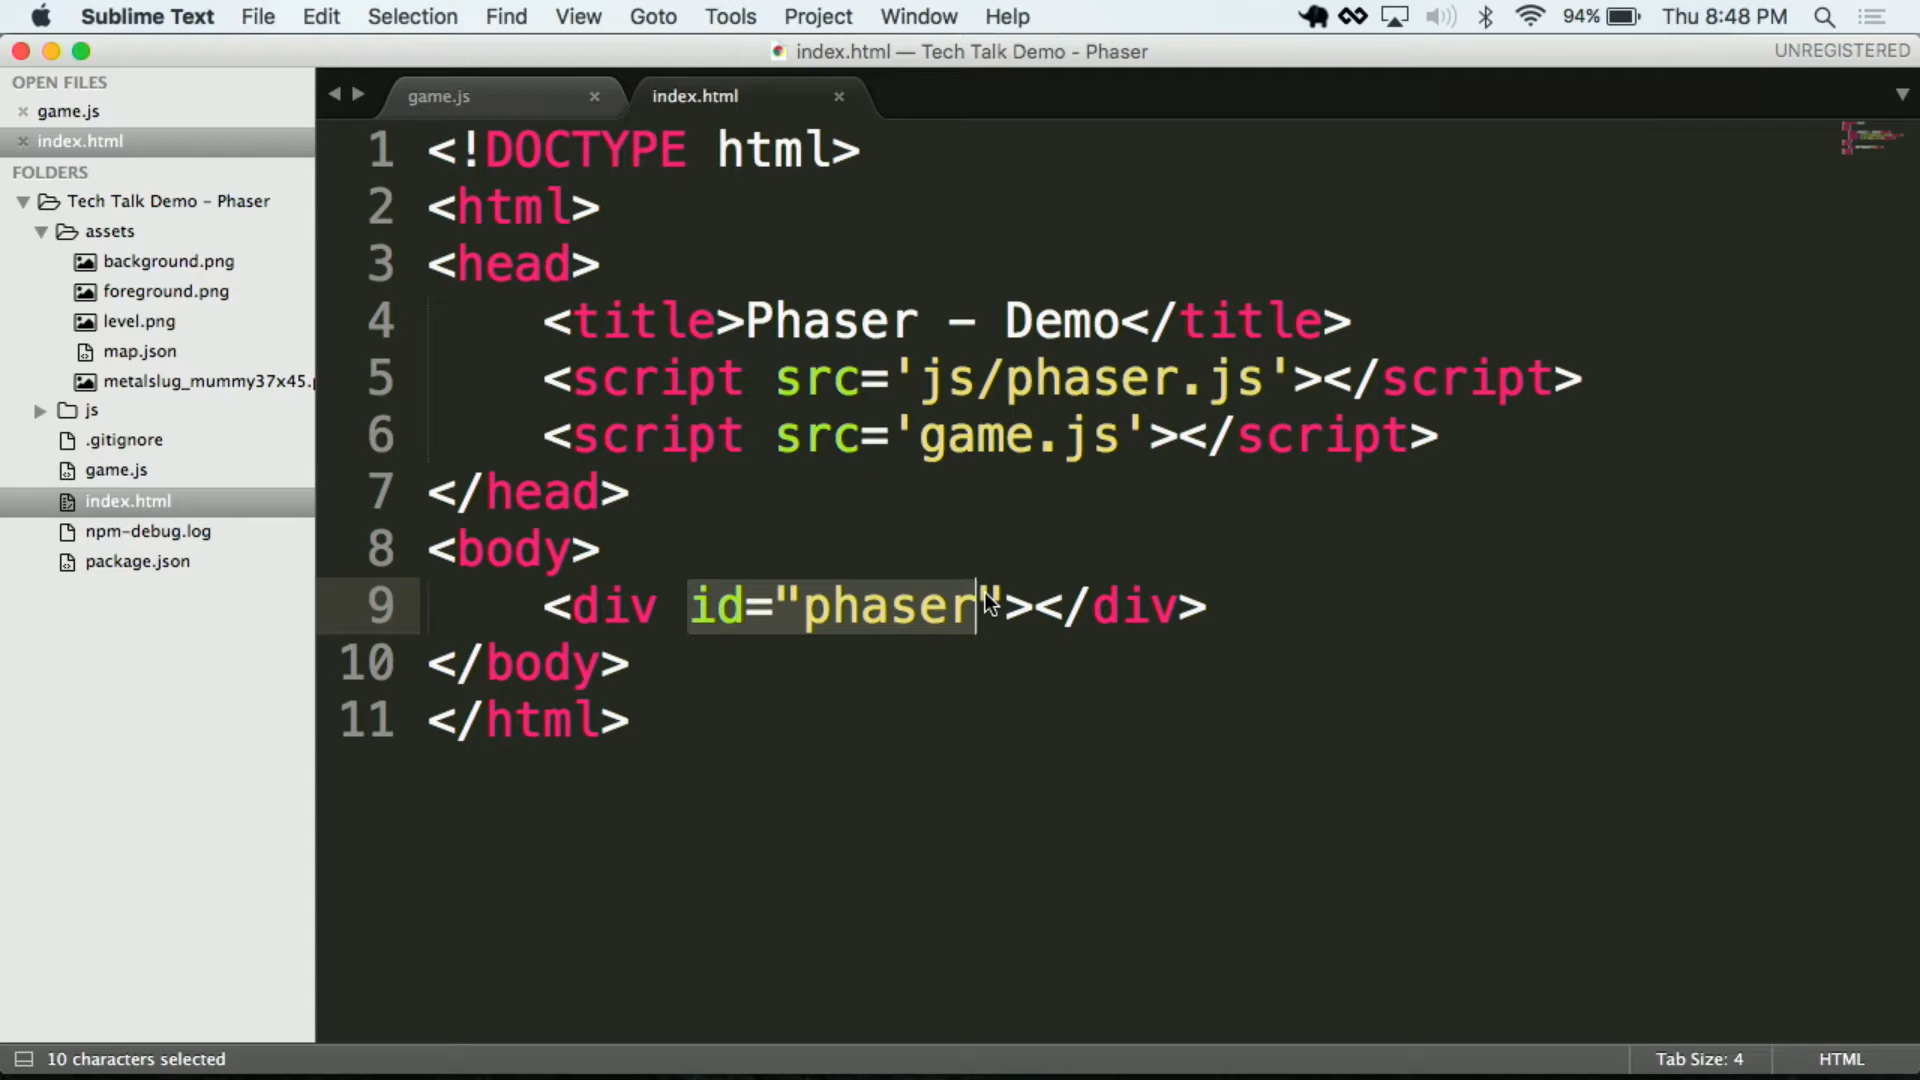 Sublime Text File Edit Selection Find View Goto Tools Project Window Help 94% Thu 8:48 PM
index.html — Tech Talk Demo - Phaser UNREGISTERED
OPEN FILES
game.js
index.html
FOLDERS
Tech Talk Demo - Phaser
assets
background.png
foreground.png
level.png
map.json
metalslug_mummy37x45.p
js
.gitignore
game.js
index.html
npm-debug.log
package.json
game.js index.html
1 <!DOCTYPE html>
2 <html>
3 <head>
4 <title>Phaser - Demo</title>
5 <script src='js/phaser.js'></script>
6 <script src='game.js'></script>
7 </head>
8 <body>
9 <div id="phaser"></div>
10 </body>
11 </html>
10 characters selected Tab Size: 4 HTML